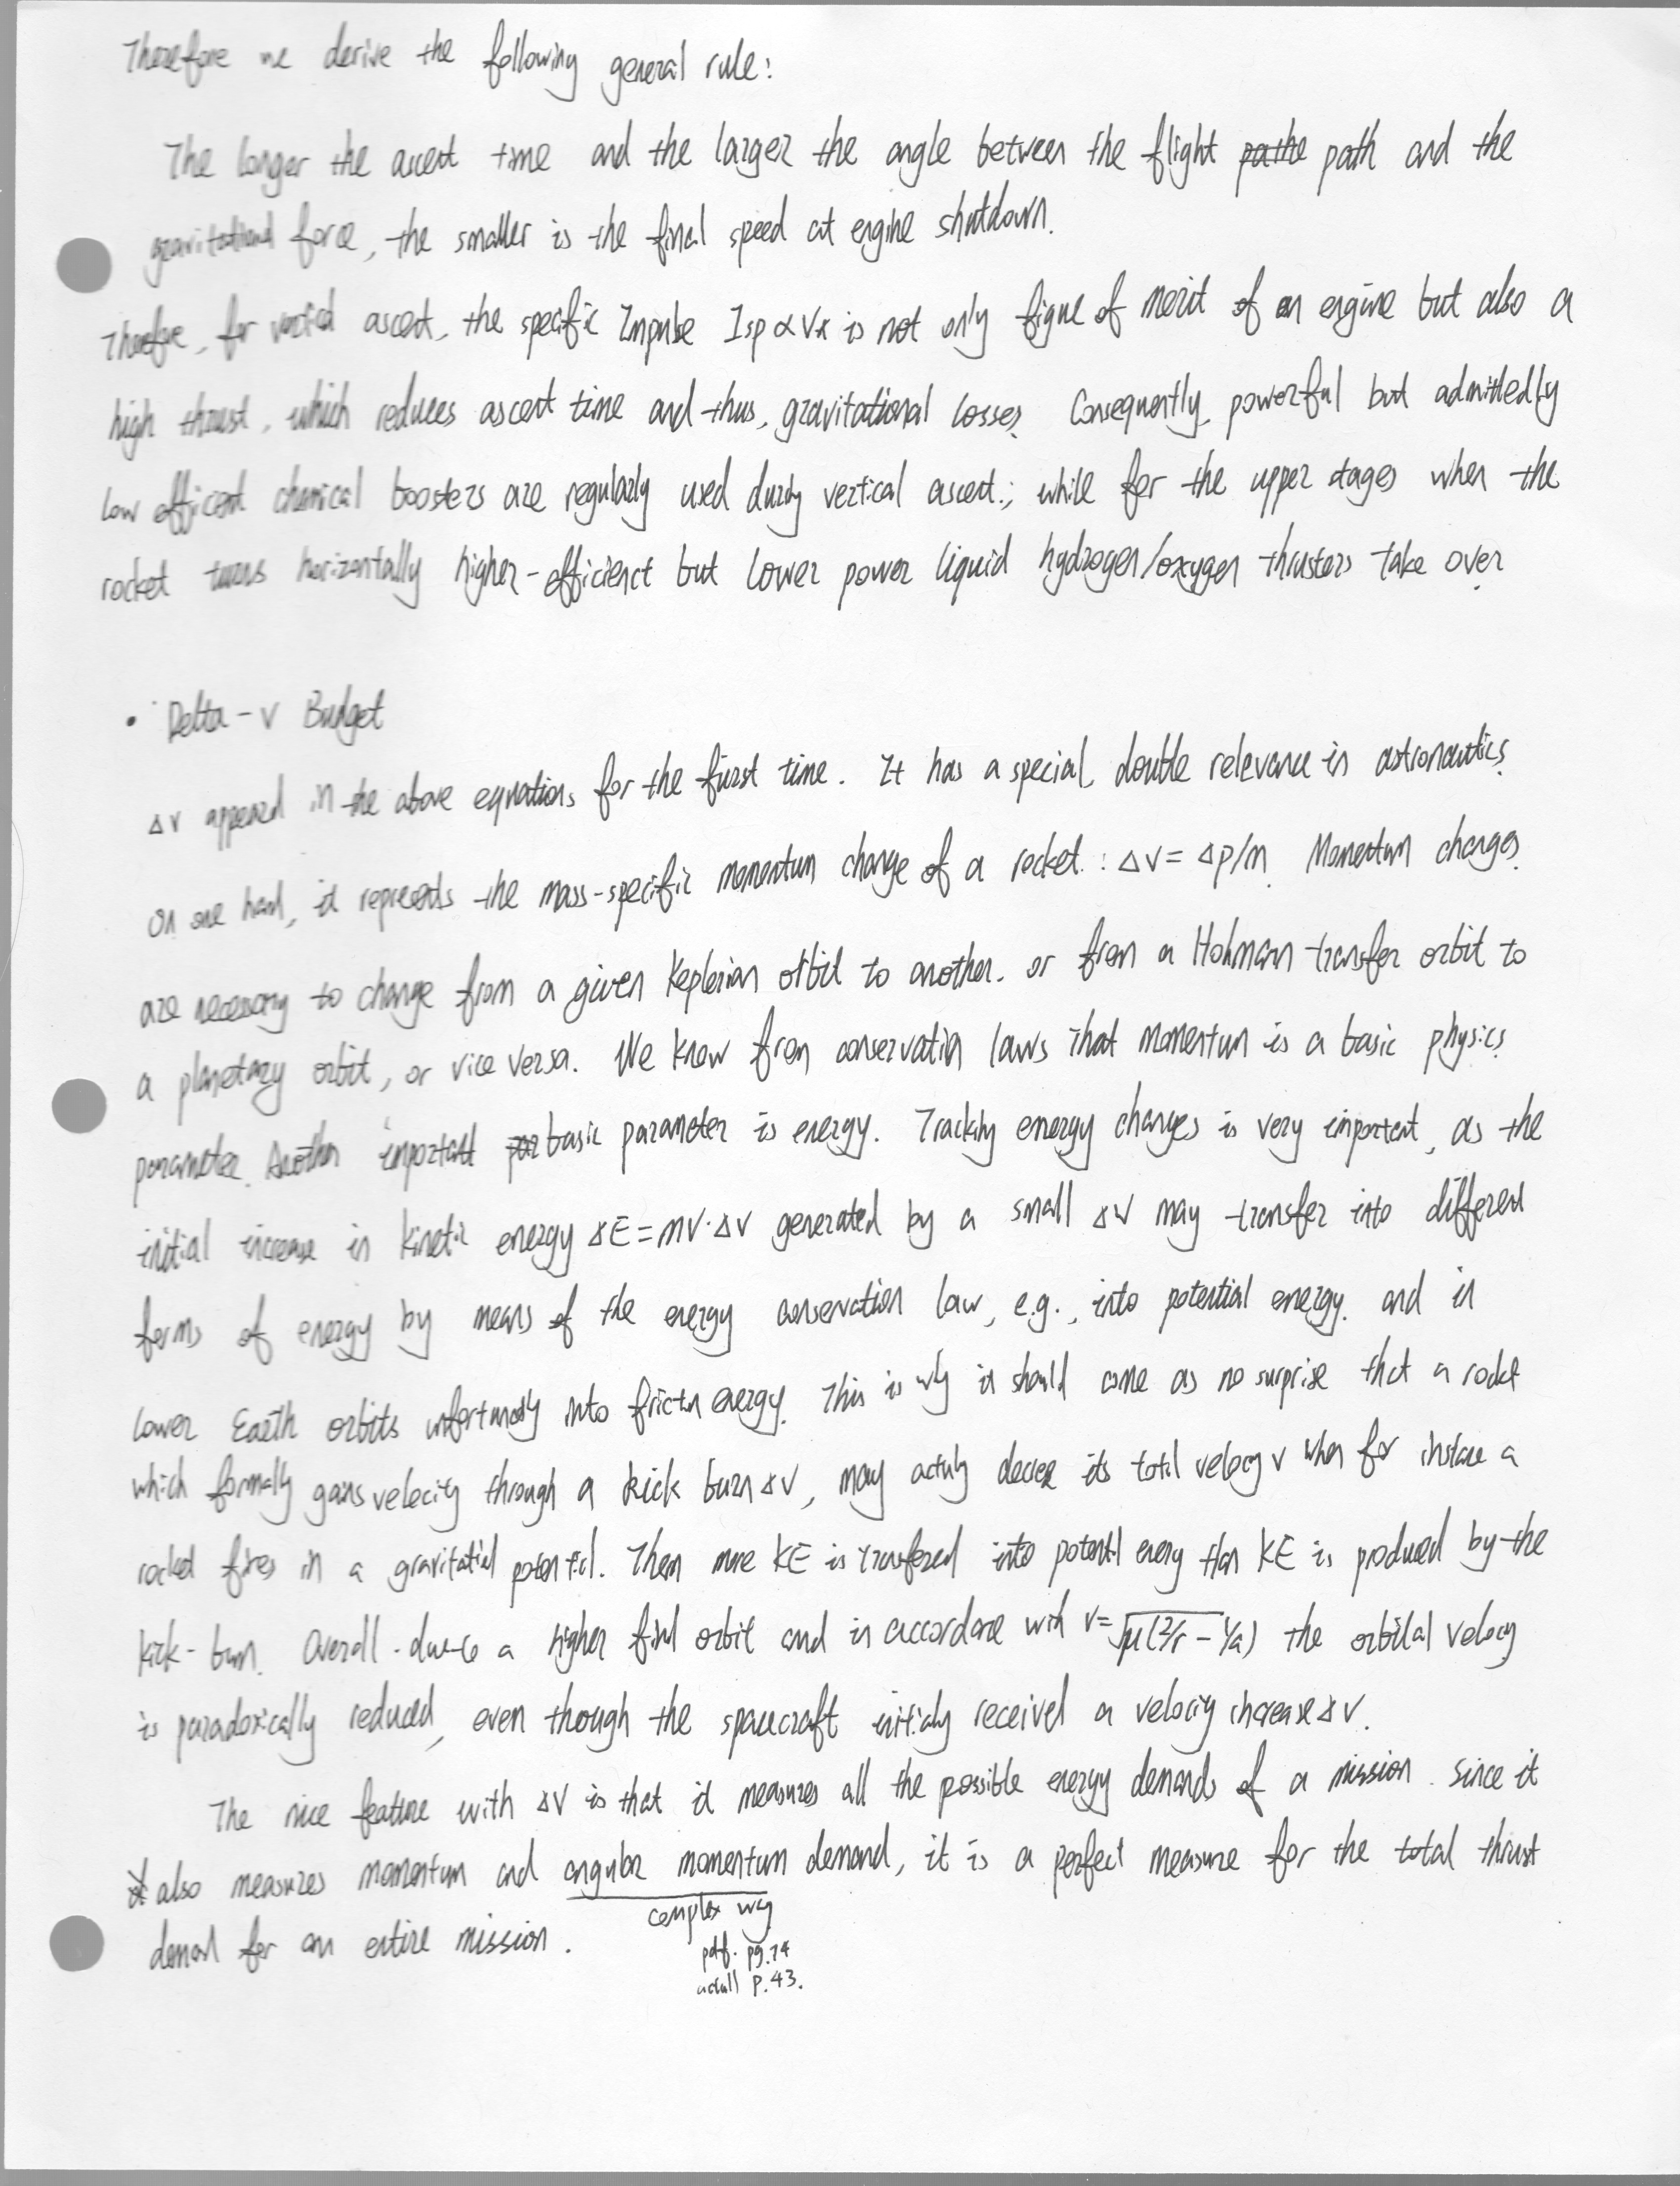 Therefore we derive the following general rule:
The longer the ascent time and the larger the angle between the flight pathe path and the
gravitational force, the smaller is the final speed at engine shutdown.
Therefore, for vertical ascent, the specific Impulse Isp ∝ V* is not only figure of merit of an engine but also a
high thrust, which reduces ascent time and thus, gravitational losses. Consequently, powerful but admittedly
low efficient chemical boosters are regularly used during vertical ascent.; while for the upper stages when the
rocket turns horizontally higher-efficienct but lower power liquid hydrogen/oxygen thrusters take over.
• Delta-v Budget
Δv appeared in the above equations for the first time. It has a special, double relevance in astronautics.
On one hand, it represents the mass-specific momentum change of a rocket.: Δv = Δp/m. Momentum changes
are necessary to change from a given Keplerian orbit to another. or from a Hohmann transfer orbit to
a planetary orbit, or vice versa. We know from conservation laws that momentum is a basic physics
parameter. Another important par basic parameter is energy. Tracking energy changes is very important, as the
initial increase in kinetic energy ΔE = mv·Δv generated by a small Δv may transfer into different
forms of energy by means of the energy conservation law, e.g., into potential energy. and in
lower Earth orbits unfortunately into friction energy. This is why it should come as no surprise that a rocket
which formally gains velocity through a kick burn Δv, may actually decrease its total velocity v when for instance a
rocket fires in a gravitational potential. Then more KE is transferred into potential energy than KE is produced by the
kick-burn. Overall - due to a higher final orbit and in accordance with v=√μ(2/r - 1/a) the orbital velocity
is paradoxically reduced, even though the spacecraft initially received a velocity increase Δv.
The nice feature with Δv is that it measures all the possible energy demands of a mission. Since it
also measures momentum and angular momentum demand, it is a perfect measure for the total thrust
demand for an entire mission.
complex way
pdf. pg.74
actual p.43.